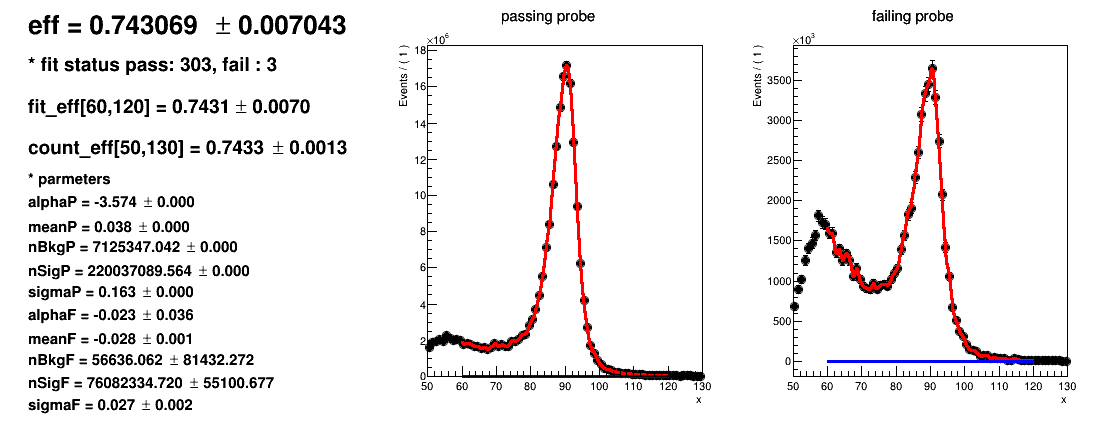 eff = 0.743069 ± 0.007043
* fit status pass: 303, fail : 3
fit_eff[60,120] = 0.7431 ± 0.0070
count_eff[50,130] = 0.7433 ± 0.0013
* parmeters
alphaP = -3.574 ± 0.000
meanP = 0.038 ± 0.000
nBkgP = 7125347.042 ± 0.000
nSigP = 220037089.564 ± 0.000
sigmaP = 0.163 ± 0.000
alphaF = -0.023 ± 0.036
meanF = -0.028 ± 0.001
nBkgF = 56636.062 ± 81432.272
nSigF = 76082334.720 ± 55100.677
sigmaF = 0.027 ± 0.002
passing probe
×10⁶
Events / ( 1 )
18
16
14
12
10
8
6
4
2
0
50 60 70 80 90 100 110 120 130
x
failing probe
×10³
Events / ( 1 )
3500
3000
2500
2000
1500
1000
500
0
50 60 70 80 90 100 110 120 130
x